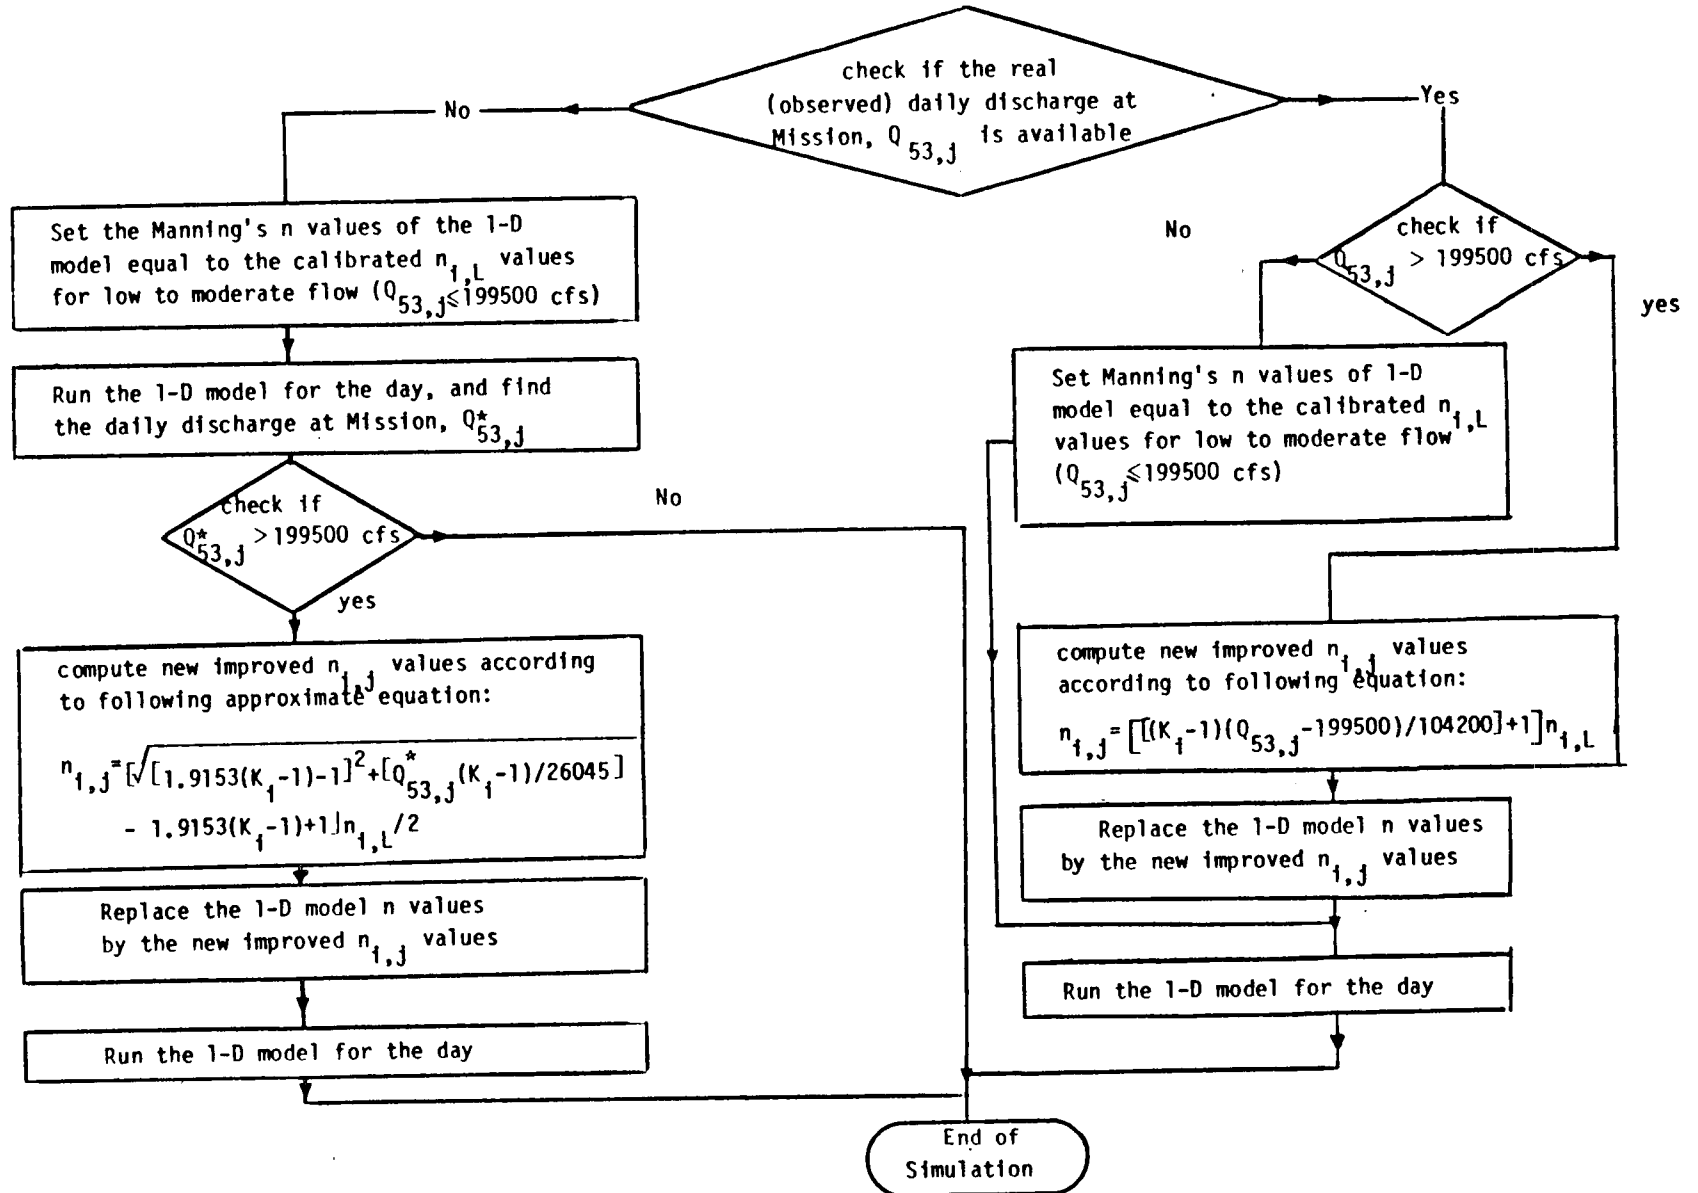 check if the real
(observed) daily discharge at
Mission, Q53,j is available
No
Yes
Set the Manning's n values of the 1-D
model equal to the calibrated ni,L values
for low to moderate flow (Q53,j≤199500 cfs)
Run the 1-D model for the day, and find
the daily discharge at Mission, Q*53,j
check if
Q*53,j >199500 cfs
No
yes
compute new improved ni,j values according
to following approximate equation:
ni,j=[√[1.9153(Ki-1)-1]²+[Q*53,j(Ki-1)/26045]
- 1.9153(Ki-1)+1]ni,L/2
Replace the 1-D model n values
by the new improved ni,j values
Run the 1-D model for the day
check if
Q53,j > 199500 cfs
No
yes
Set Manning's n values of 1-D
model equal to the calibrated ni,L
values for low to moderate flow
(Q53,j≤199500 cfs)
compute new improved ni,j values
according to following equation:
ni,j=[[(Ki-1)(Q53,j-199500)/104200]+1]ni,L
Replace the 1-D model n values
by the new improved ni,j values
Run the 1-D model for the day
End of
Simulation